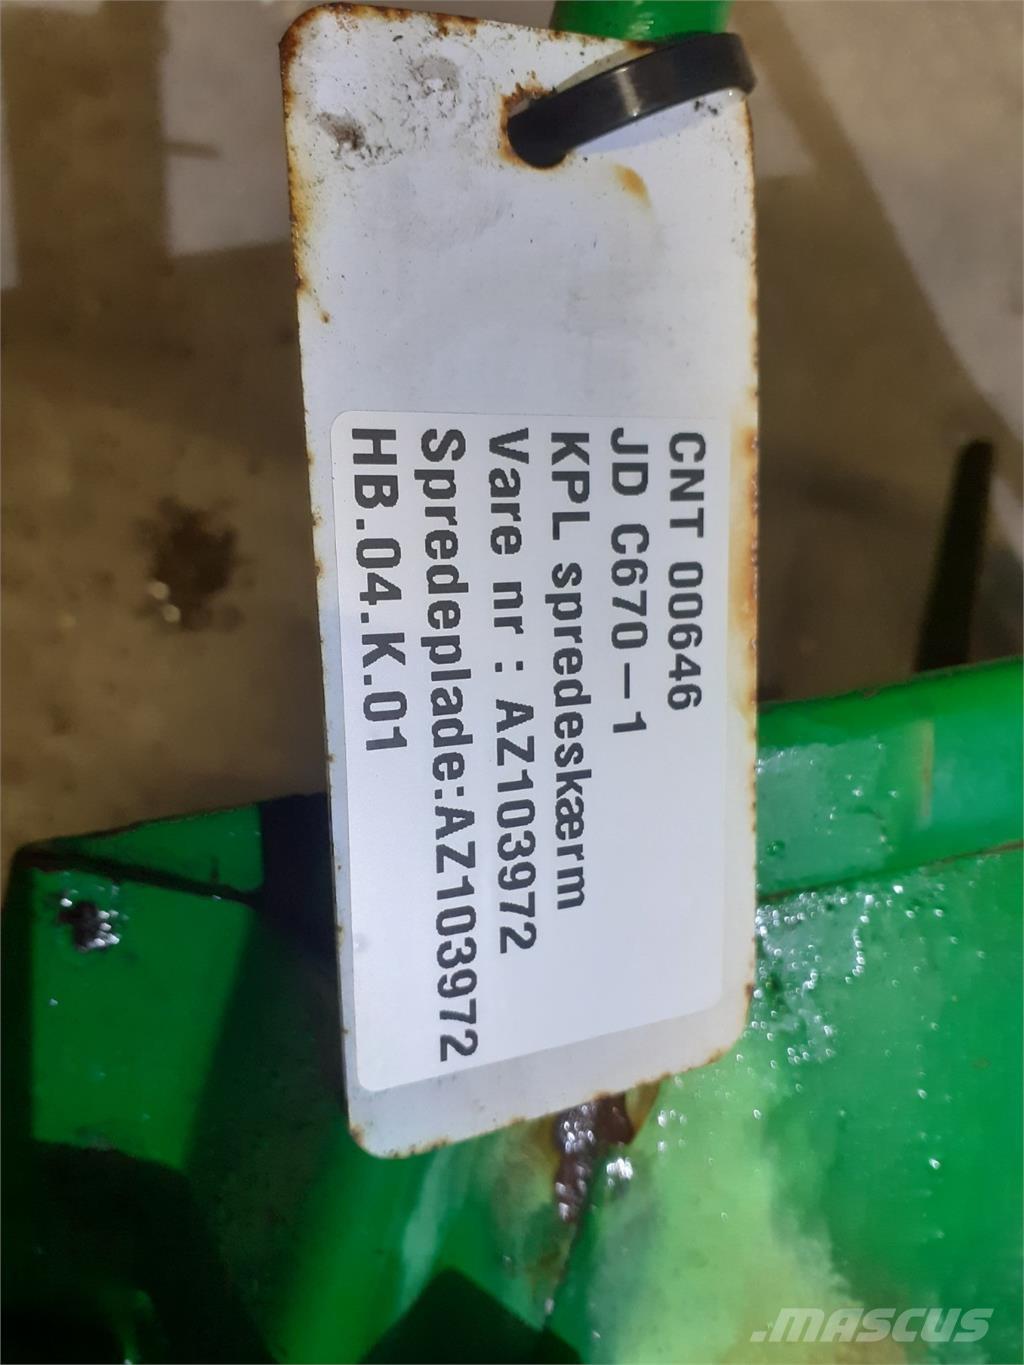 CNT 00646
JD C670-1
KPL spredeskærm
Vare nr : AZ103972
Spredeplade:AZ103972
HB.04.K.01
.MASCUS